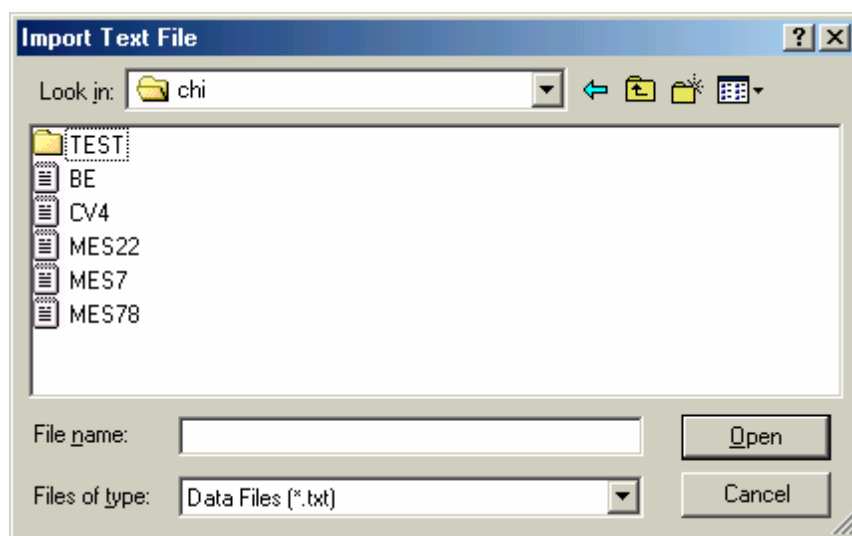 Import Text File
Look in: chi
TEST
BE
CV4
MES22
MES7
MES78
File name: Open
Files of type: Data Files (*.txt) Cancel